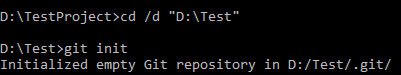 D:\TestProject>cd /d "D:\Test"
D:\Test>git init
Initialized empty Git repository in D:/Test/.git/